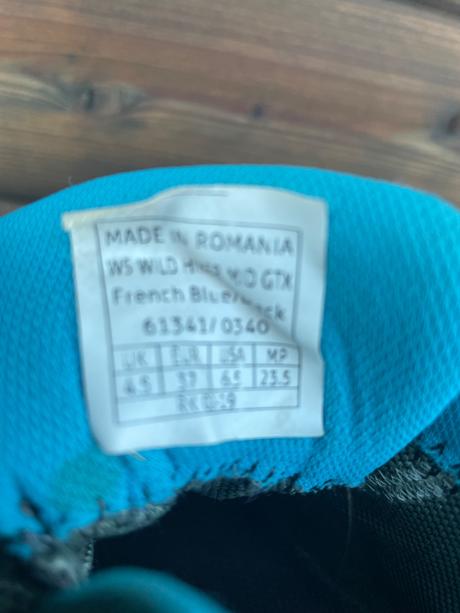 MADE IN ROMANIA
WS WILD Hike MID GTX
French Blue/Black
61341/0340
UK EUR USA MP
4.5 37 6.5 23.5